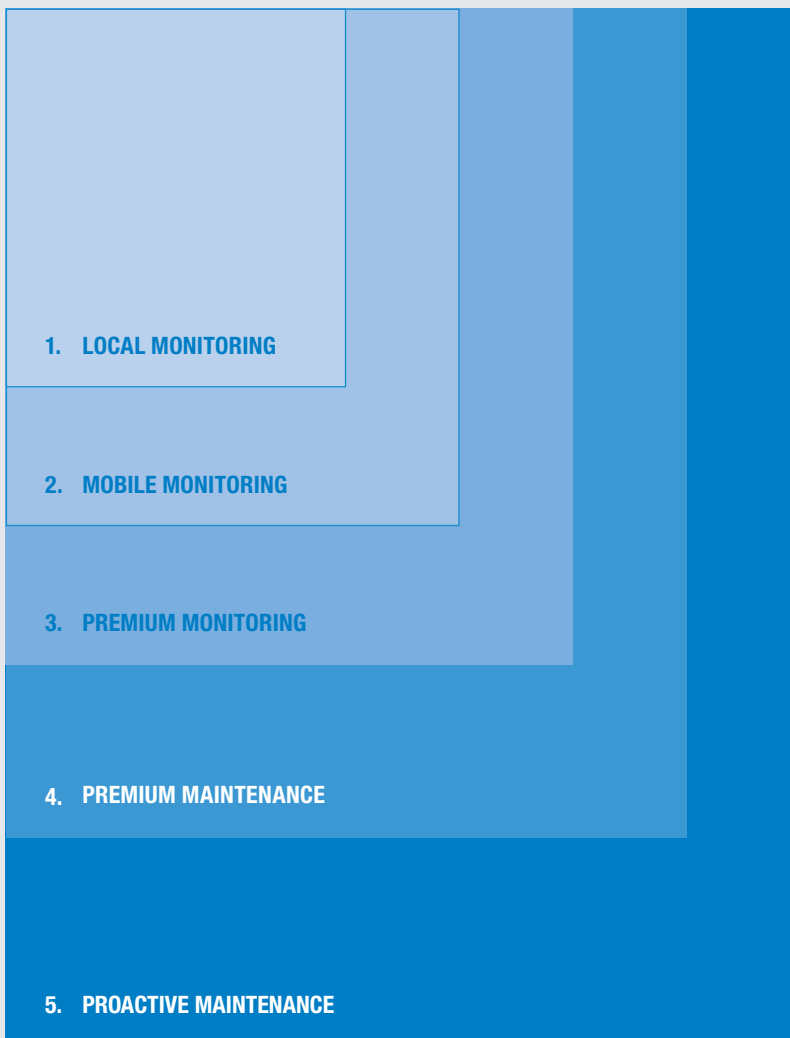 1. LOCAL MONITORING
2. MOBILE MONITORING
3. PREMIUM MONITORING
4. PREMIUM MAINTENANCE
5. PROACTIVE MAINTENANCE